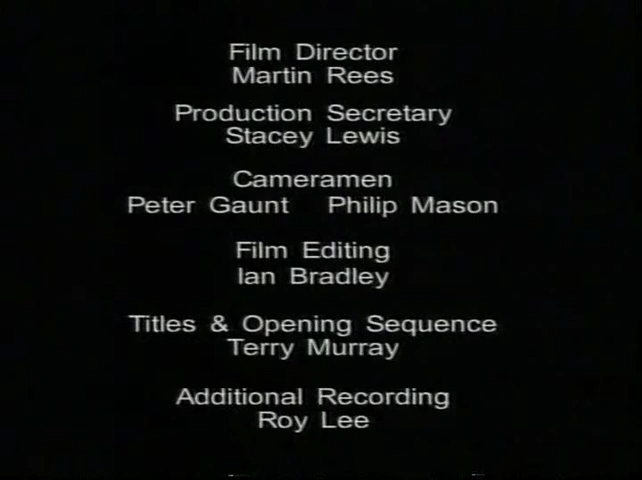 Film Director
Martin Rees
Production Secretary
Stacey Lewis
Cameramen
Peter Gaunt Philip Mason
Film Editing
Ian Bradley
Titles & Opening Sequence
Terry Murray
Additional Recording
Roy Lee